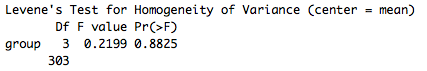 Levene's Test for Homogeneity of Variance (center = mean)
Df F value Pr(>F)
group 3 0.2199 0.8825
303